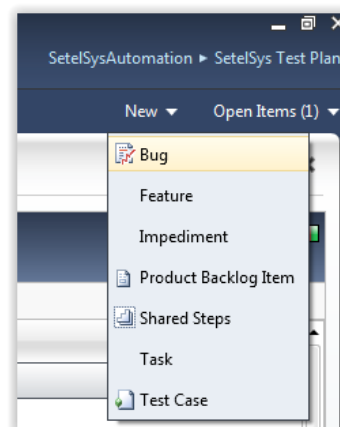 SetelSysAutomation ▸ SetelSys Test Plan
New ▾ Open Items (1) ▾
Bug
Feature
Impediment
Product Backlog Item
Shared Steps
Task
Test Case